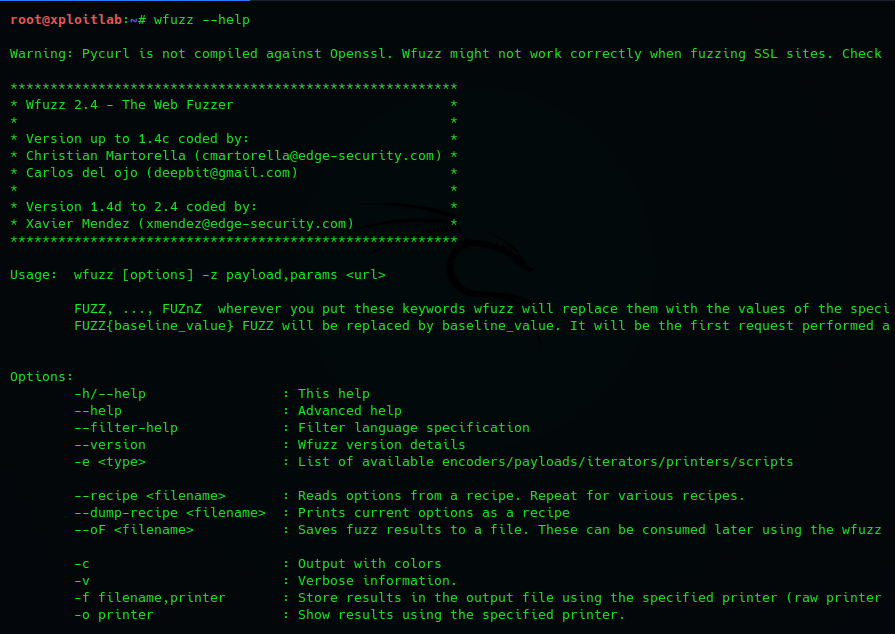 root@xploitlab:~# wfuzz --help
Warning: Pycurl is not compiled against Openssl. Wfuzz might not work correctly when fuzzing SSL sites. Check
********************************************************
* Wfuzz 2.4 - The Web Fuzzer                           *
*                                                      *
* Version up to 1.4c coded by:                         *
* Christian Martorella (cmartorella@edge-security.com) *
* Carlos del ojo (deepbit@gmail.com)                   *
*                                                      *
* Version 1.4d to 2.4 coded by:                        *
* Xavier Mendez (xmendez@edge-security.com)            *
********************************************************
Usage:  wfuzz [options] -z payload,params <url>
        FUZZ, ..., FUZnZ  wherever you put these keywords wfuzz will replace them with the values of the speci
        FUZZ{baseline_value} FUZZ will be replaced by baseline_value. It will be the first request performed a
Options:
        -h/--help                 : This help
        --help                    : Advanced help
        --filter-help             : Filter language specification
        --version                 : Wfuzz version details
        -e <type>                 : List of available encoders/payloads/iterators/printers/scripts
        --recipe <filename>       : Reads options from a recipe. Repeat for various recipes.
        --dump-recipe <filename>  : Prints current options as a recipe
        --oF <filename>           : Saves fuzz results to a file. These can be consumed later using the wfuzz
        -c                        : Output with colors
        -v                        : Verbose information.
        -f filename,printer       : Store results in the output file using the specified printer (raw printer
        -o printer                : Show results using the specified printer.